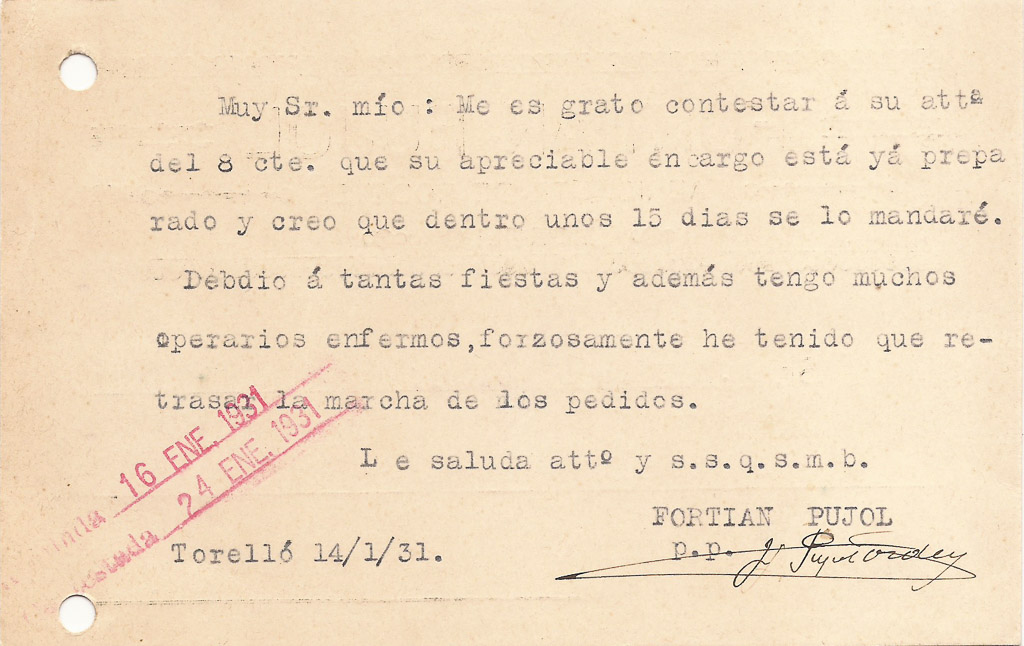 Muy Sr. mío : Me es grato contestar á su attª
del 8 cte. que su apreciable éncargo está yá prepa
rado y creo que dentro unos 15 dias se lo mandaré.
Debdio á tantas fiestas y además tengo muchos
operarios enfermos,forzosamente he tenido que re-
trasar la marcha de los pedidos.
L e saluda attº y s.s.q.s.m.b.
16 ENE. 1931
24 ENE. 1931
FORTIAN PUJOL
p.p.
Torelló 14/1/31.